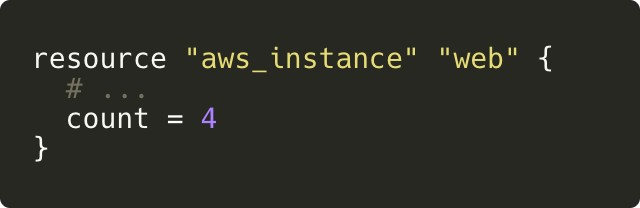 resource "aws_instance" "web" {
  # ...
  count = 4
}